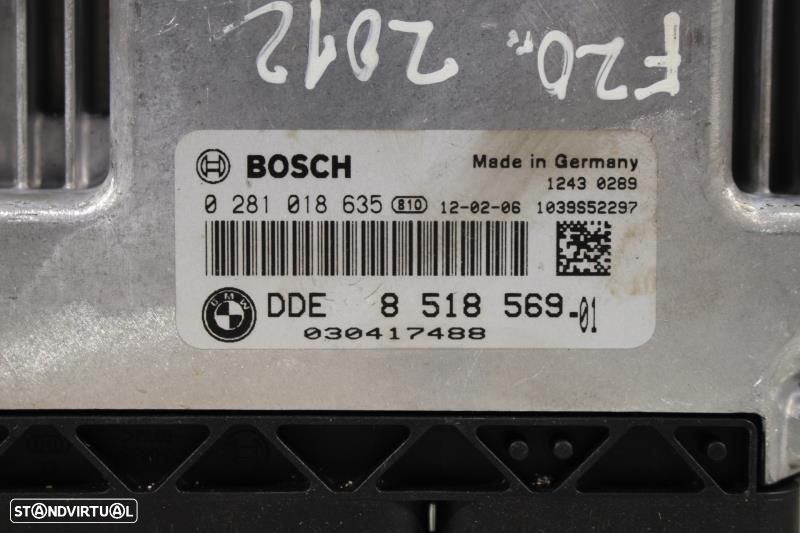 F20 2012
BOSCH
Made in Germany
1243 0289
0 281 018 635 810 12-02-06 1039S52297
BMW
DDE 8 518 569-01
030417488
STANDVIRTUAL